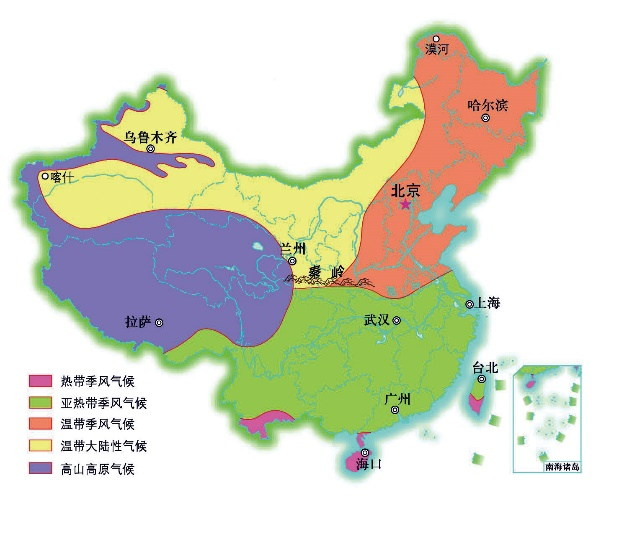 漠河
哈尔滨
乌鲁木齐
喀什
北京
兰州
秦岭
上海
武汉
拉萨
台北
广州
海口
热带季风气候
亚热带季风气候
温带季风气候
温带大陆性气候
高山高原气候
南海诸岛